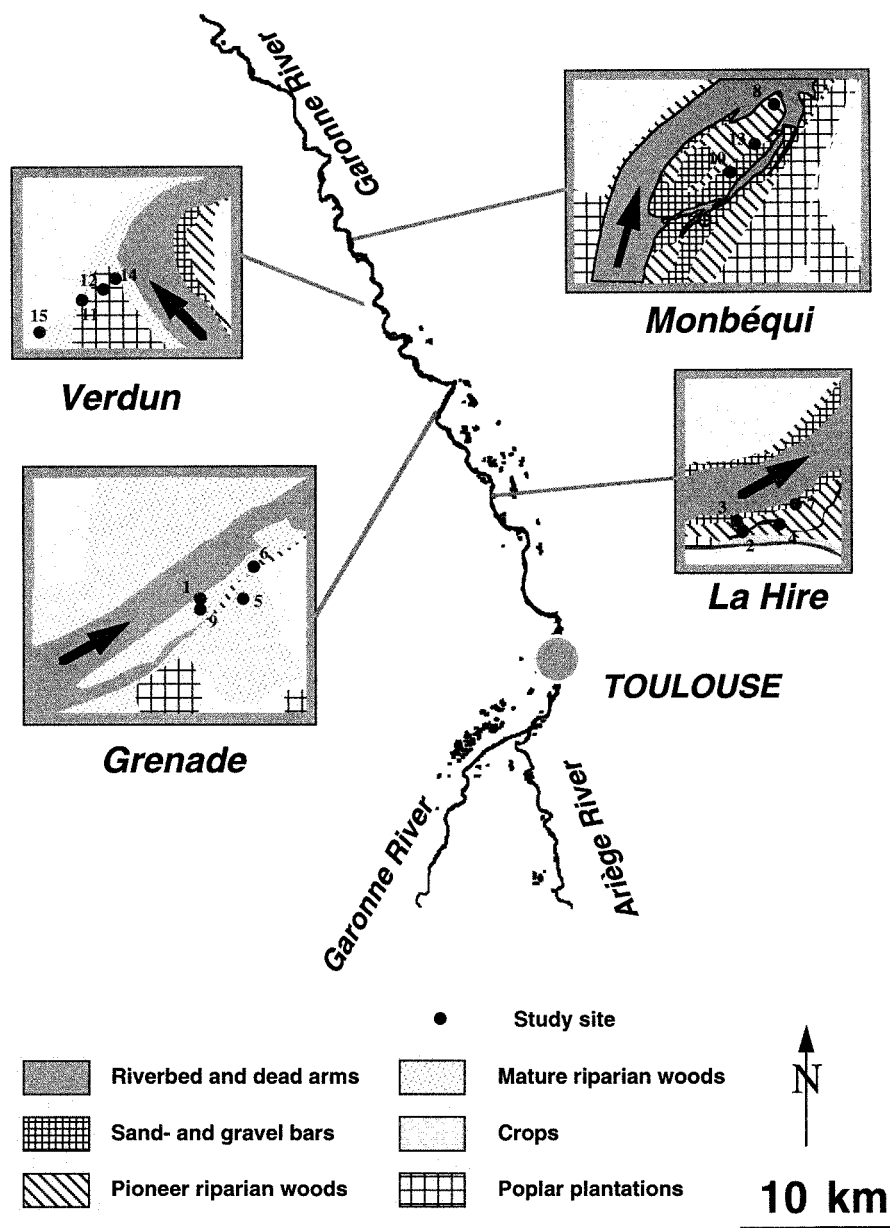 Garonne River
8
13
10
Monbéqui
14
12
11
15
Verdun
3
2
4
La Hire
6
1
5
9
Grenade
TOULOUSE
Garonne River
Ariège River
Study site
Riverbed and dead arms
Mature riparian woods
Sand- and gravel bars
Crops
Pioneer riparian woods
Poplar plantations
N
10 km